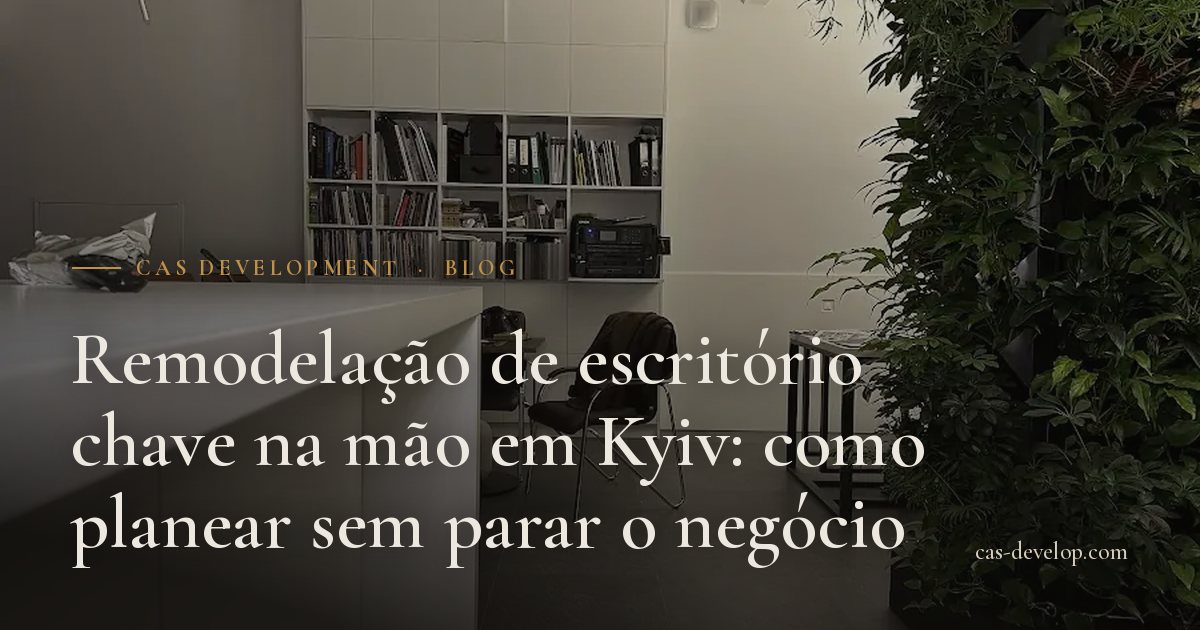 CAS DEVELOPMENT · BLOG
Remodelação de escritório
chave na mão em Kyiv: como
planear sem parar o negócio
cas-develop.com